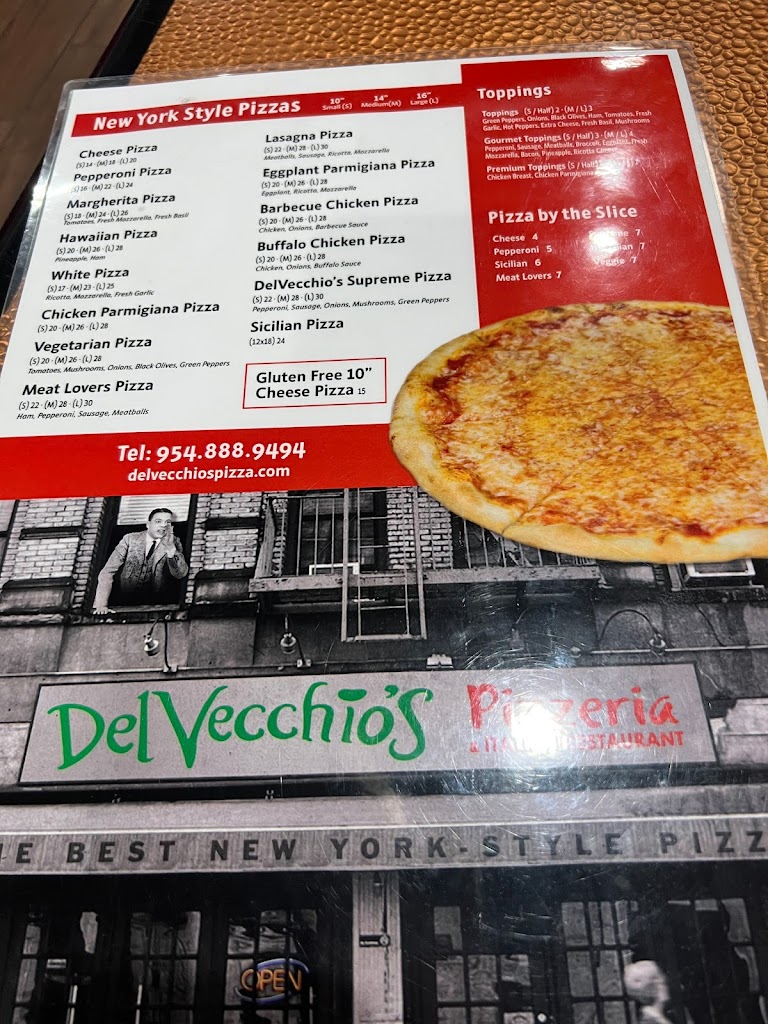 New York Style Pizzas
10" 14" 16"
Small (S) Medium(M) Large (L)
Cheese Pizza
(S)14 · (M)18 · (L) 20
Pepperoni Pizza
(S)16 · (M)22 · (L) 24
Margherita Pizza
(S)18 · (M)24 · (L) 26
Tomatoes, Fresh Mozzarella, Fresh Basil
Hawaiian Pizza
(S) 20 · (M)26 · (L) 28
Pineapple, Ham
White Pizza
(S)17 · (M)23 · (L) 25
Ricotta, Mozzarella, Fresh Garlic
Chicken Parmigiana Pizza
(S) 20 · (M)26 · (L) 28
Vegetarian Pizza
(S) 20 · (M)26 · (L) 28
Tomatoes, Mushrooms, Onions, Black Olives, Green Peppers
Meat Lovers Pizza
(S) 22 · (M)28 · (L) 30
Ham, Pepperoni, Sausage, Meatballs
Lasagna Pizza
(S) 22 · (M)28 · (L) 30
Meatballs, Sausage, Ricotta, Mozzarella
Eggplant Parmigiana Pizza
(S) 20 · (M)26 · (L) 28
Eggplant, Ricotta, Mozzarella
Barbecue Chicken Pizza
(S) 20 · (M)26 · (L) 28
Chicken, Onions, Barbecue Sauce
Buffalo Chicken Pizza
(S) 20 · (M)26 · (L) 28
Chicken, Onions, Buffalo Sauce
DelVecchio's Supreme Pizza
(S) 22 · (M)28 · (L) 30
Pepperoni, Sausage, Onions, Mushrooms, Green Peppers
Sicilian Pizza
(12x18) 24
Gluten Free 10"
Cheese Pizza 15
Toppings
Toppings (S / Half) 2 · (M / L) 3
Green Peppers, Onions, Black Olives, Ham, Tomatoes, Fresh
Garlic, Hot Peppers, Extra Cheese, Fresh Basil, Mushrooms
Gourmet Toppings (S / Half) 3 · (M / L) 4
Pepperoni, Sausage, Meatballs, Broccoli, Eggplant, Fresh
Mozzarella, Bacon, Pineapple, Ricotta Cheese
Premium Toppings (S / Half)
Chicken Breast, Chicken Parmigiana
Pizza by the Slice
Cheese 4
Pepperoni 5
Sicilian 6
Meat Lovers 7
7
7
Veggie 7
Tel: 954.888.9494
delvecchiospizza.com
DelVecchio's Pizzeria
& RESTAURANT
BEST NEW YORK-STYLE
OPEN